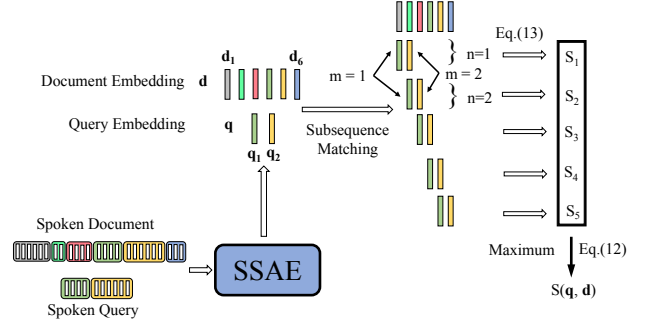 Eq.(13)
d1 d6
n=1
S1
m = 1
m = 2
Document Embedding d
n=2
S2
Query Embedding q
Subsequence
Matching
S3
q1 q2
S4
Spoken Document
S5
SSAE
Maximum
Eq.(12)
Spoken Query
S(q, d)